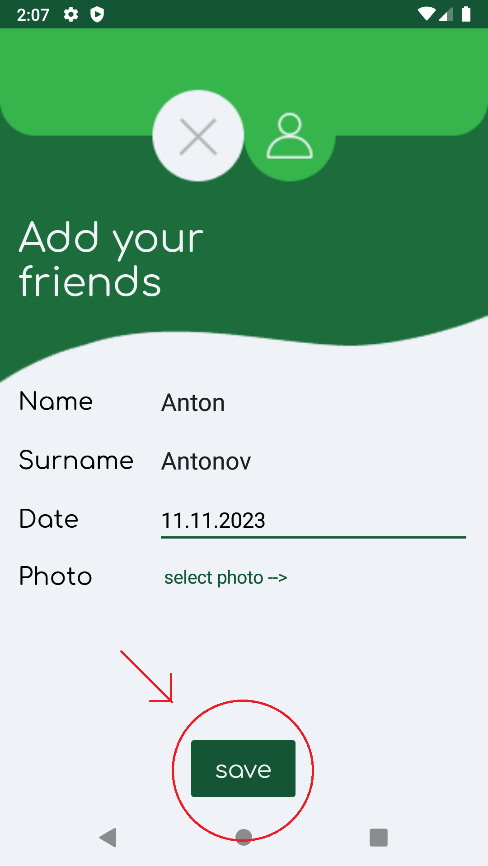 2:07
Add your
friends
Name Anton
Surname Antonov
Date 11.11.2023
Photo select photo -->
save